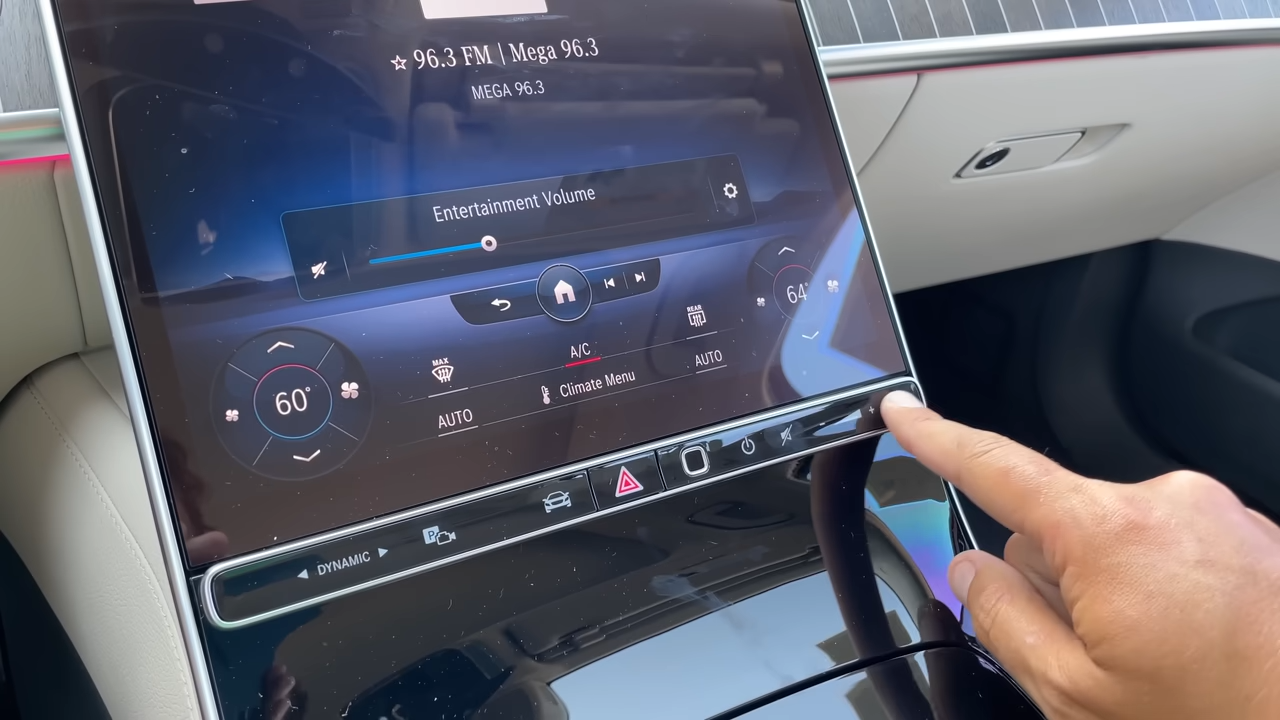 ☆ 96.3 FM | Mega 96.3
MEGA 96.3
Entertainment Volume
64°
MAX
REAR
A/C
60°
AUTO
Climate Menu
AUTO
◄ DYNAMIC ►
P
+